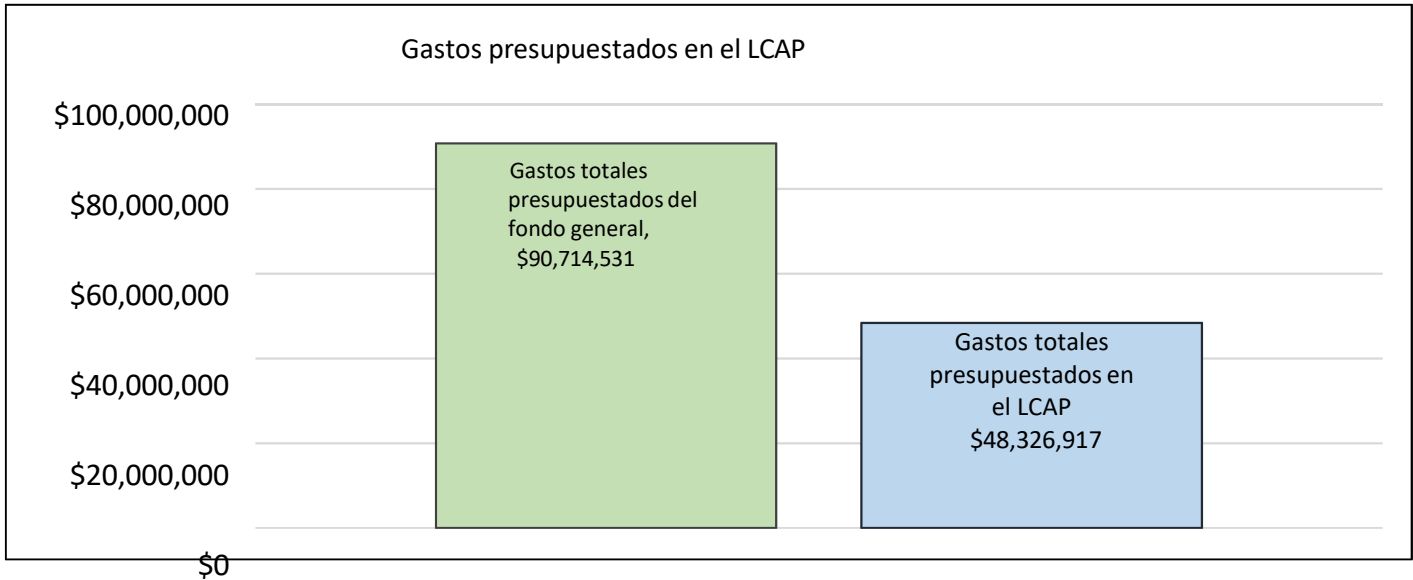 Gastos presupuestados en el LCAP
$100,000,000
$80,000,000
$60,000,000
$40,000,000
$20,000,000
$0
Gastos totales
presupuestados del
fondo general,
$90,714,531
Gastos totales
presupuestados en
el LCAP
$48,326,917